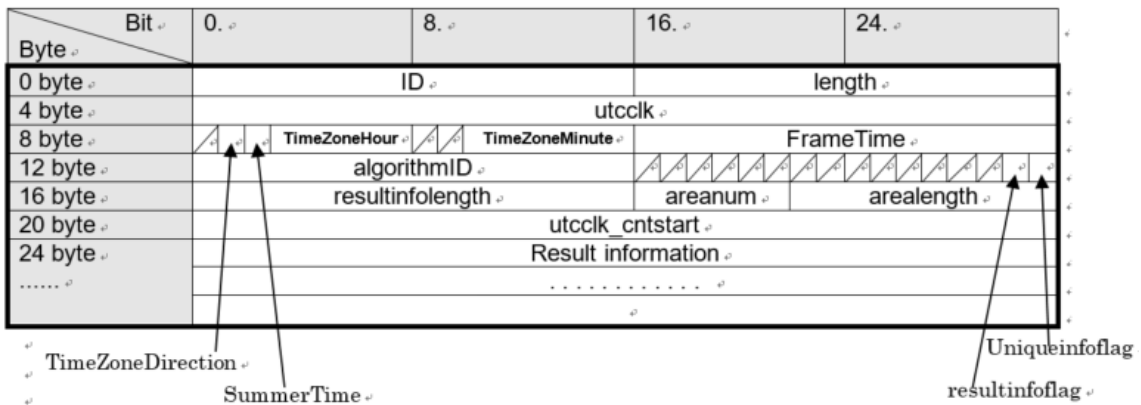 Bit 0. 8. 16. 24.
Byte
0 byte ID length
4 byte utcclk
8 byte TimeZoneHour TimeZoneMinute FrameTime
12 byte algorithmID
16 byte resultinfolength areanum arealength
20 byte utcclk_cntstart
24 byte Result information
...... . . . . . . . . . . . .
TimeZoneDirection Uniqueinfoflag
SummerTime resultinfoflag